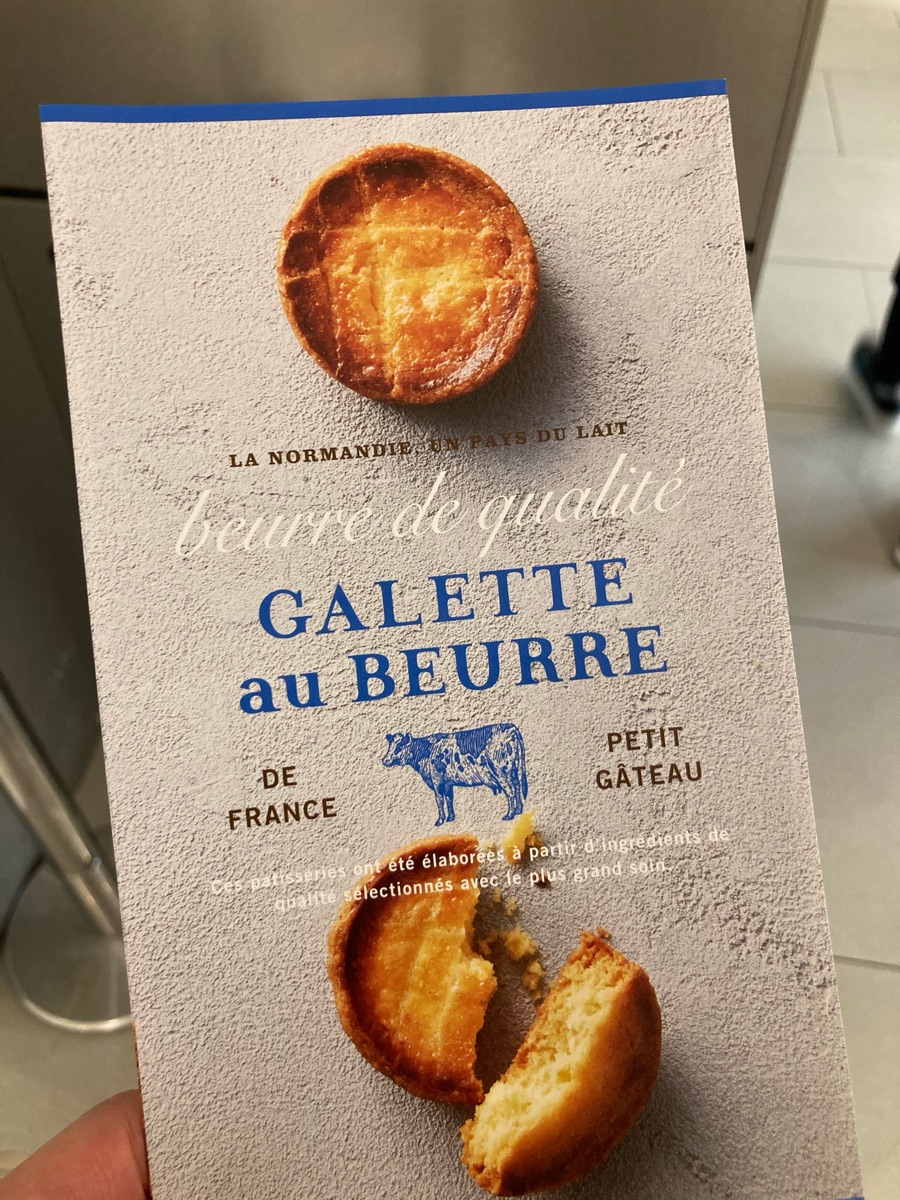 LA NORMANDIE, UN PAYS DU LAIT
beurre de qualité
GALETTE
au BEURRE
DE
FRANCE
PETIT
GÂTEAU
Ces patisseries ont été élaborées à partir d'ingrédients de
qualité sélectionnés avec le plus grand soin.